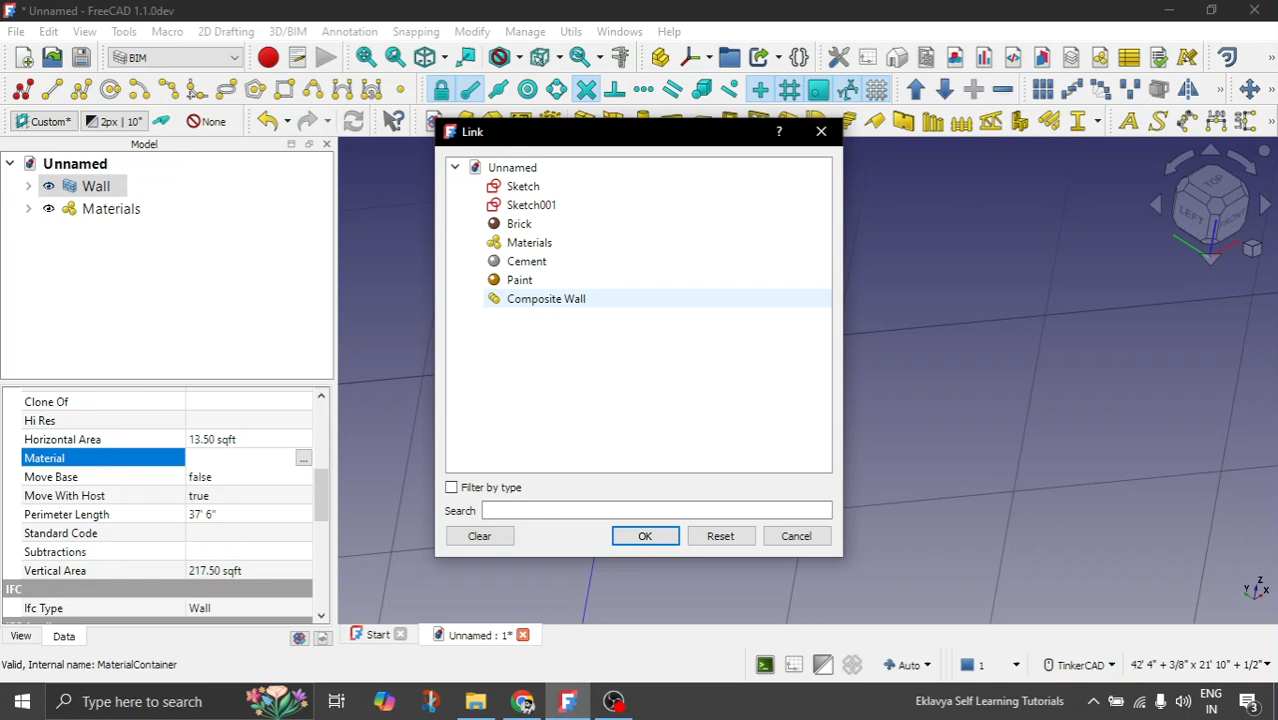 * Unnamed - FreeCAD 1.1.0dev
File Edit View Tools Macro 2D Drafting 3D/BIM Annotation Snapping Modify Manage Utils Windows Help
BIM
Custom* 2px | 10" None
Model
Unnamed
Wall
Materials
Link
Unnamed
Sketch
Sketch001
Brick
Materials
Cement
Paint
Composite Wall
Filter by type
Search
Clear OK Reset Cancel
TOP
LEFT FRONT
Clone Of
Hi Res
Horizontal Area 13.50 sqft
Material ...
Move Base false
Move With Host true
Perimeter Length 37' 6"
Standard Code
Subtractions
Vertical Area 217.50 sqft
IFC
Ifc Type Wall
Z
Y X
View Data
Start Unnamed : 1*
Valid, Internal name: MaterialContainer
Auto 1 TinkerCAD 42' 4" + 3/8" x 21' 10" + 1/2"
Type here to search
Eklavya Self Learning Tutorials
ENG
IN
3